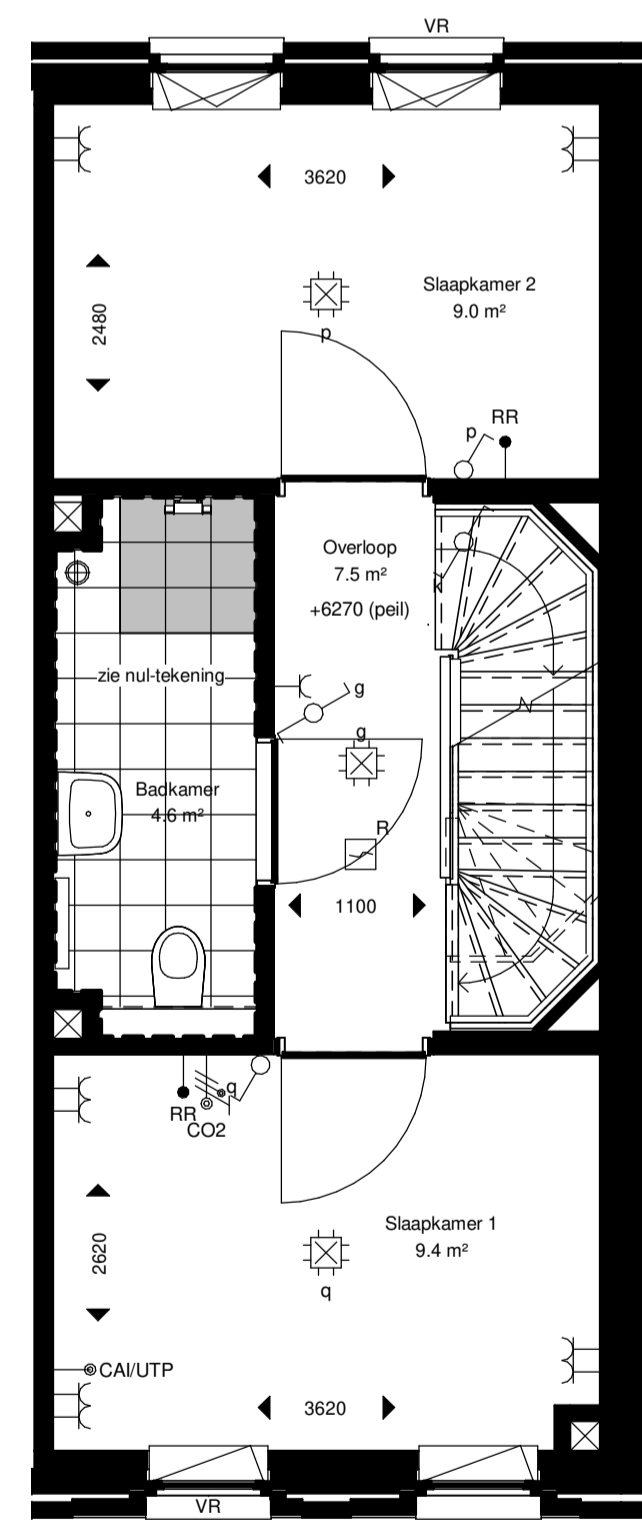 VR
3620
Slaapkamer 2
9.0 m²
2480
p
p
RR
Overloop
7.5 m²
+6270 (peil)
k
zie nul-tekening
g
g
Badkamer
4.6 m²
R
1100
q
RR
CO2
Slaapkamer 1
9.4 m²
2620
q
CAI/UTP
3620
VR